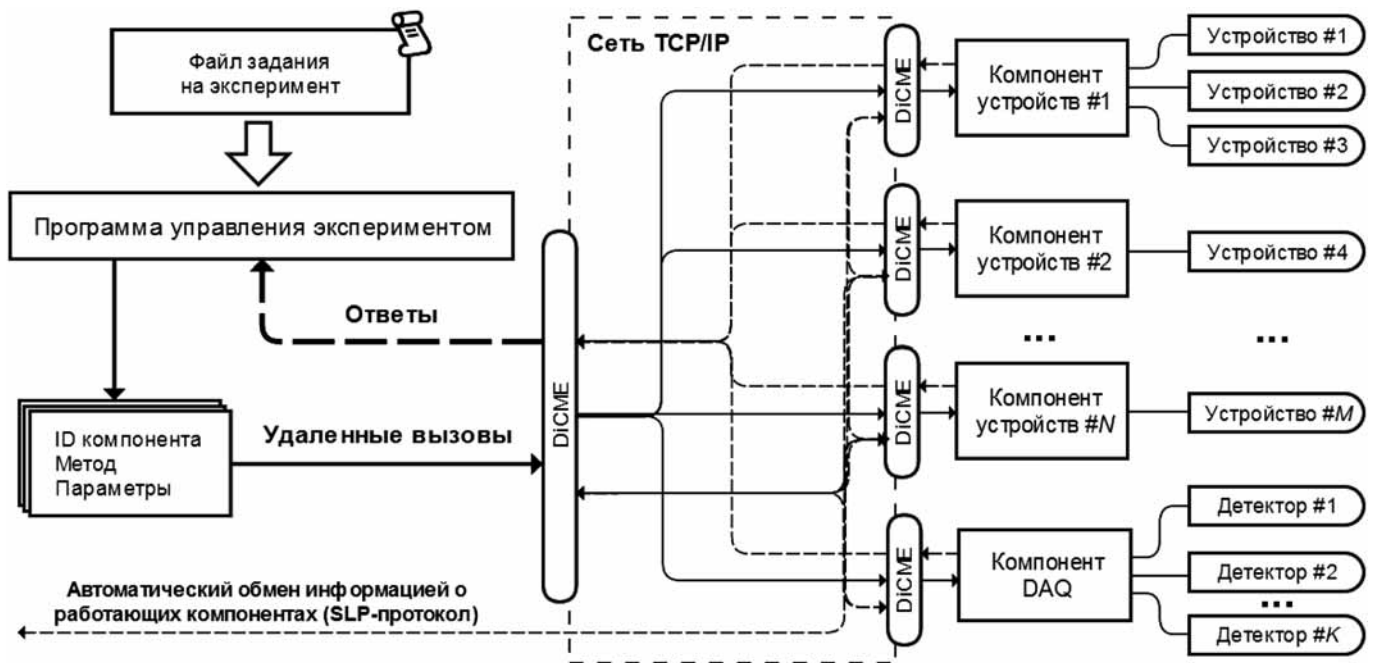 Файл задания
на эксперимент
Программа управления экспериментом
Ответы
ID компонента
Метод
Параметры
Удаленные вызовы
Автоматический обмен информацией о
работающих компонентах (SLP-протокол)
DiCME
Сеть TCP/IP
DiCME
Компонент
устройств #1
Устройство #1
Устройство #2
Устройство #3
DiCME
Компонент
устройств #2
Устройство #4
...
...
DiCME
Компонент
устройств #N
Устройство #M
DiCME
Компонент
DAQ
Детектор #1
Детектор #2
...
Детектор #K